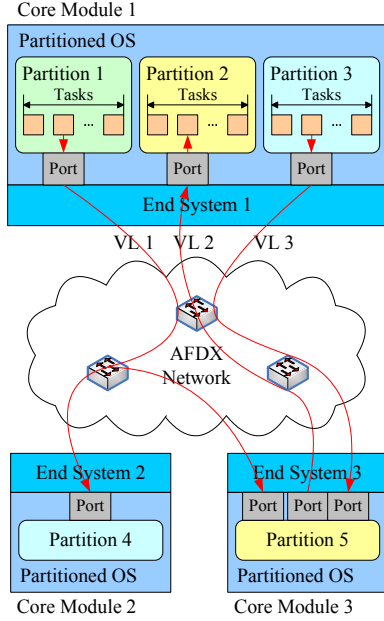 Core Module 1
Partitioned OS
Partition 1 Partition 2 Partition 3
Tasks Tasks Tasks
... ... ...
Port Port Port
End System 1
VL 1 VL 2 VL 3
AFDX
Network
End System 2 End System 3
Port Port Port Port
Partition 4 Partition 5
Partitioned OS Partitioned OS
Core Module 2 Core Module 3